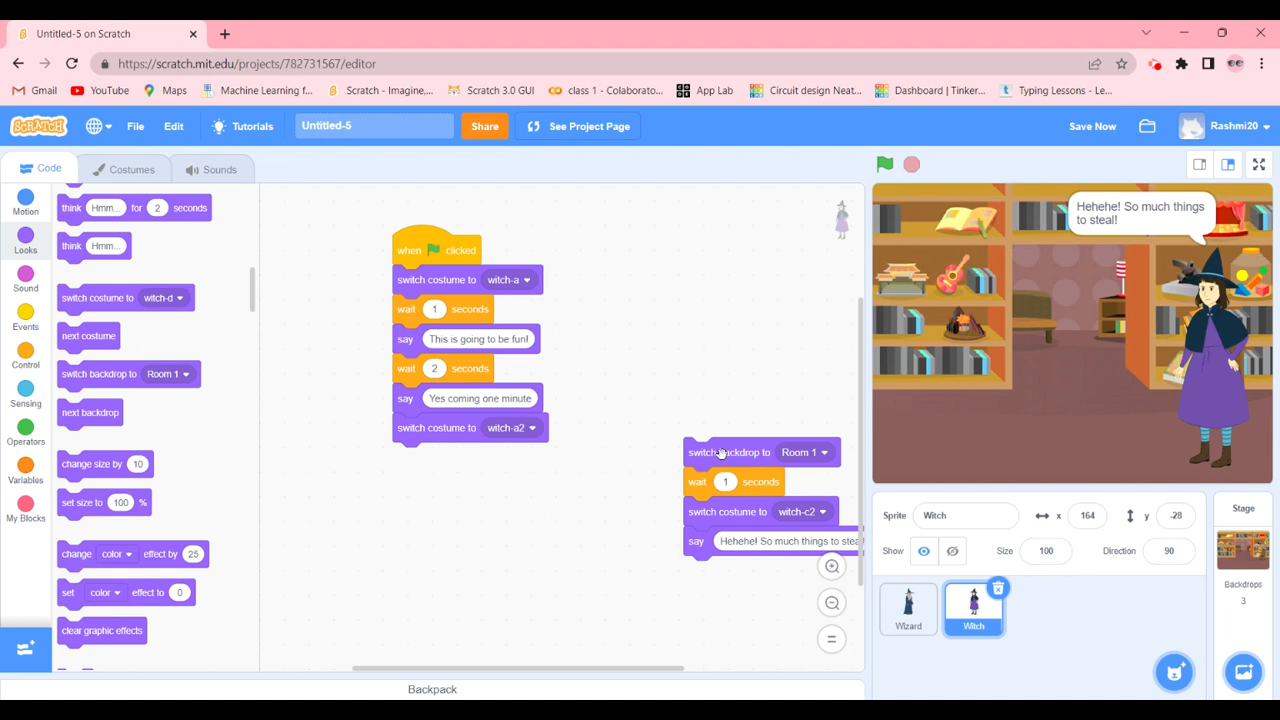 Untitled-5 on Scratch
https://scratch.mit.edu/projects/782731567/editor
Gmail YouTube Maps Machine Learning f... Scratch - Imagine,... Scratch 3.0 GUI class 1 - Colaborato... App Lab Circuit design Neat... Dashboard | Tinker... Typing Lessons - Le...
SCRATCH File Edit Tutorials Untitled-5 Share See Project Page Save Now Rashmi20
Code Costumes Sounds
Motion
Looks
Sound
Events
Control
Sensing
Operators
Variables
My Blocks
think Hmm... for 2 seconds
think Hmm...
switch costume to witch-d
next costume
switch backdrop to Room 1
next backdrop
change size by 10
set size to 100 %
change color effect by 25
set color effect to 0
clear graphic effects
when clicked
switch costume to witch-a
wait 1 seconds
say This is going to be fun!
wait 2 seconds
say Yes coming one minute
switch costume to witch-a2
switch backdrop to Room 1
wait 1 seconds
switch costume to witch-c2
say Hehehe! So much things to steal
Backpack
Hehehe! So much things
to steal!
Sprite Witch x 164 y -28
Show Size 100 Direction 90
Wizard
Witch
Stage
Backdrops
3